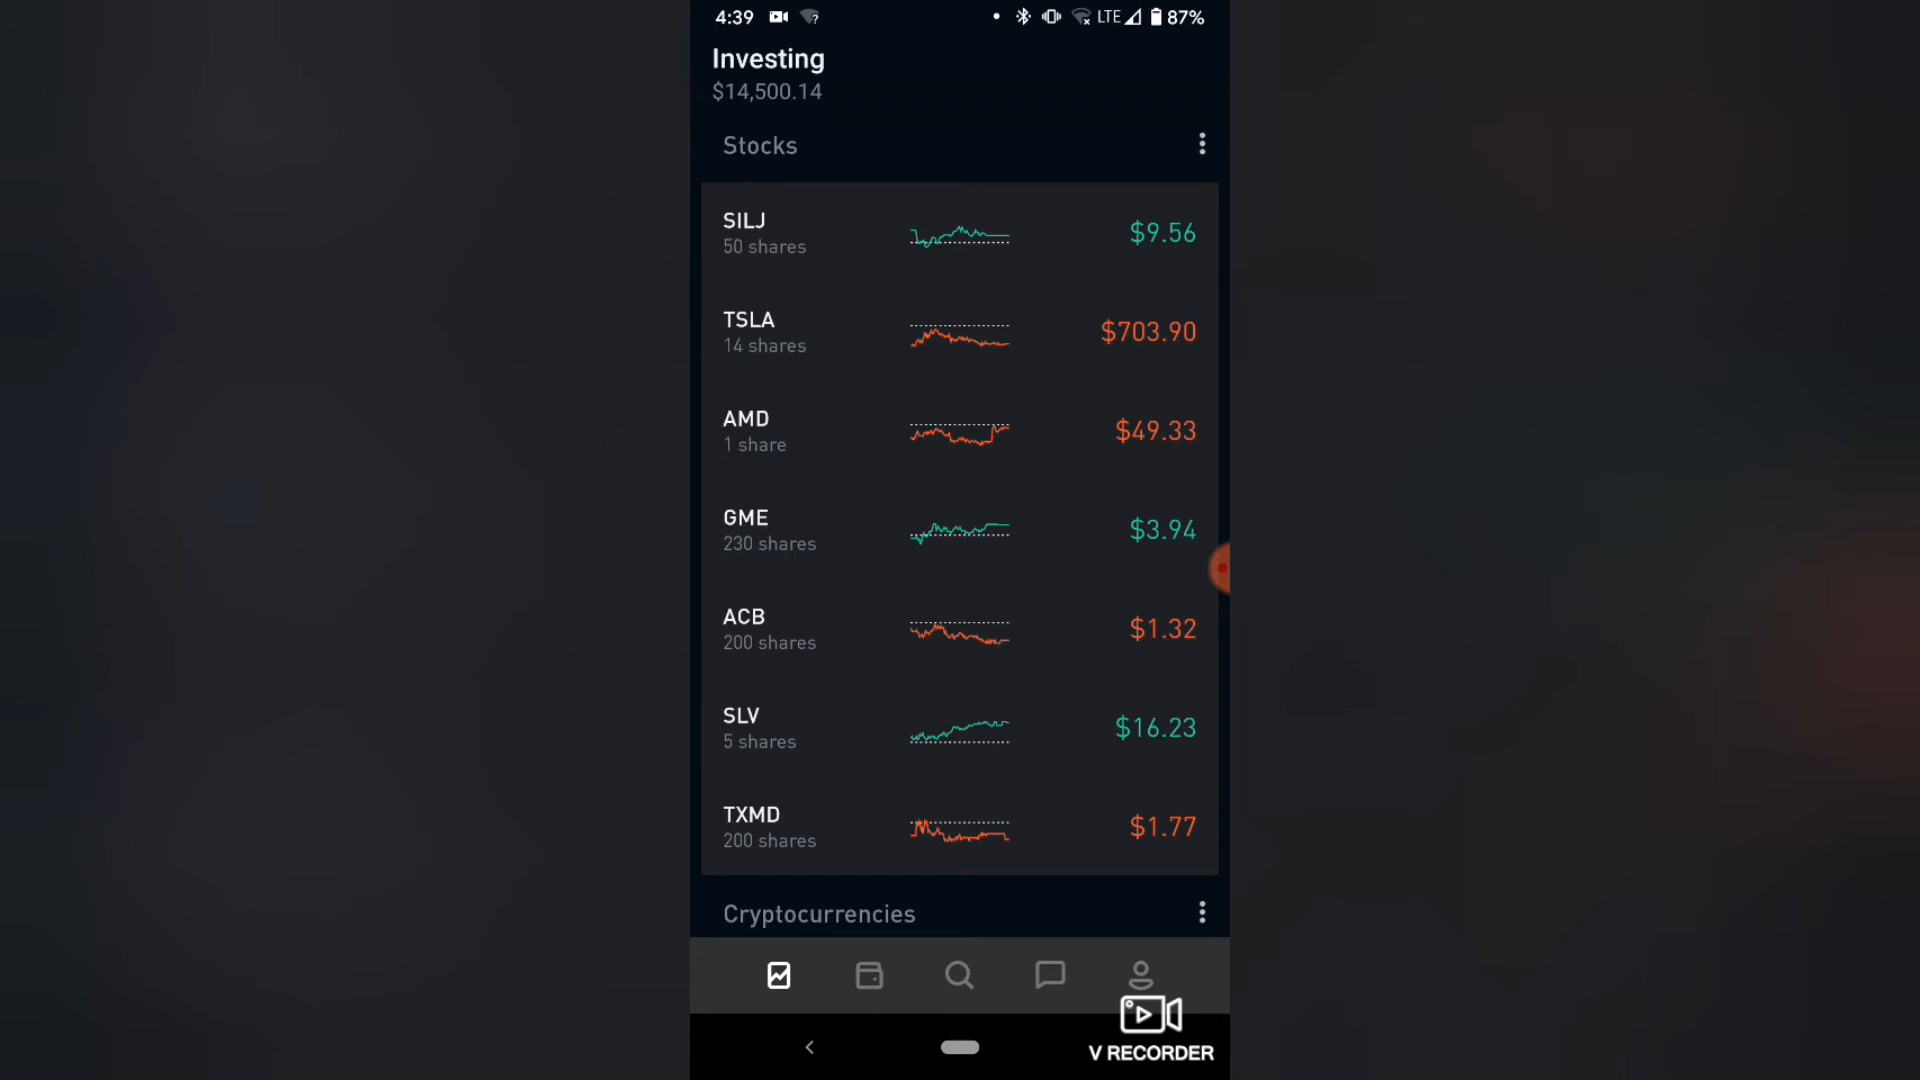 4:39 LTE 87%
Investing
$14,500.14
Stocks
SILJ
50 shares
$9.56
TSLA
14 shares
$703.90
AMD
1 share
$49.33
GME
230 shares
$3.94
ACB
200 shares
$1.32
SLV
5 shares
$16.23
TXMD
200 shares
$1.77
Cryptocurrencies
V RECORDER